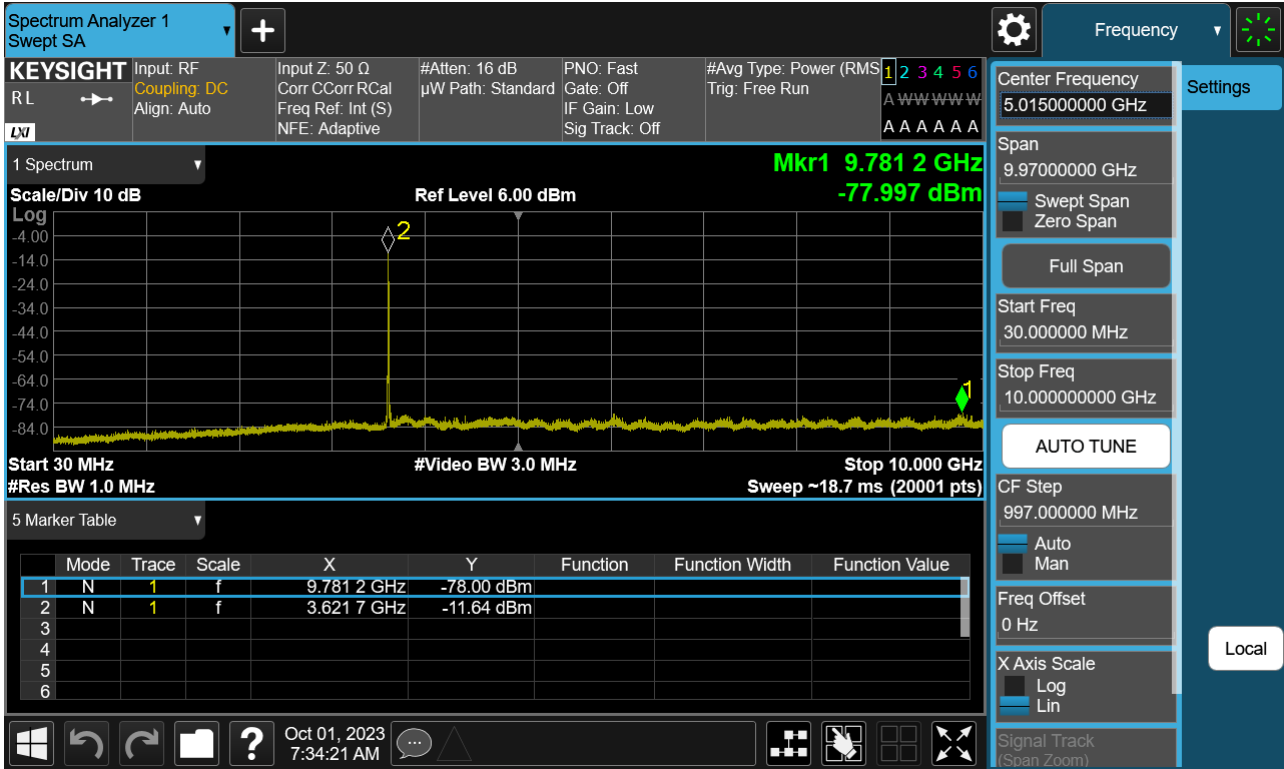 Spectrum Analyzer 1
Swept SA
Frequency
KEYSIGHT
R L
LXI
Input: RF
Coupling: DC
Align: Auto
Input Z: 50 Ω
Corr CCorr RCal
Freq Ref: Int (S)
NFE: Adaptive
#Atten: 16 dB
µW Path: Standard
PNO: Fast
Gate: Off
IF Gain: Low
Sig Track: Off
#Avg Type: Power (RMS
Trig: Free Run
1 2 3 4 5 6
A W W W W W
A A A A A A
1 Spectrum
Mkr1 9.781 2 GHz
-77.997 dBm
Scale/Div 10 dB
Ref Level 6.00 dBm
Log
-4.00
-14.0
-24.0
-34.0
-44.0
-54.0
-64.0
-74.0
-84.0
2
1
Start 30 MHz
#Video BW 3.0 MHz
Stop 10.000 GHz
#Res BW 1.0 MHz
Sweep ~18.7 ms (20001 pts)
5 Marker Table
Mode Trace Scale X Y Function Function Width Function Value
1 N 1 f 9.781 2 GHz -78.00 dBm
2 N 1 f 3.621 7 GHz -11.64 dBm
3
4
5
6
Oct 01, 2023
7:34:21 AM
Center Frequency
5.015000000 GHz
Span
9.97000000 GHz
Swept Span
Zero Span
Full Span
Start Freq
30.000000 MHz
Stop Freq
10.000000000 GHz
AUTO TUNE
CF Step
997.000000 MHz
Auto
Man
Freq Offset
0 Hz
X Axis Scale
Log
Lin
Signal Track
(Span Zoom)
Settings
Local